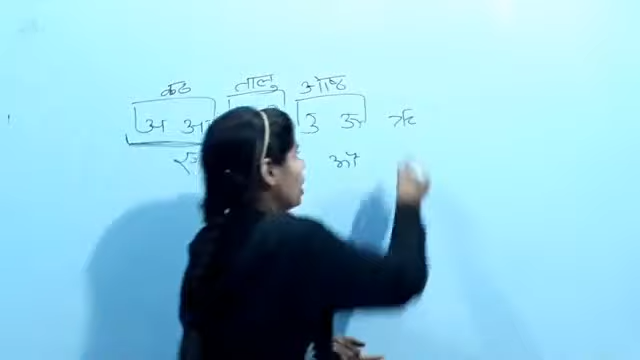 कंठ तालु ओष्ठ
अ आ उ ऊ ऋ
ओ